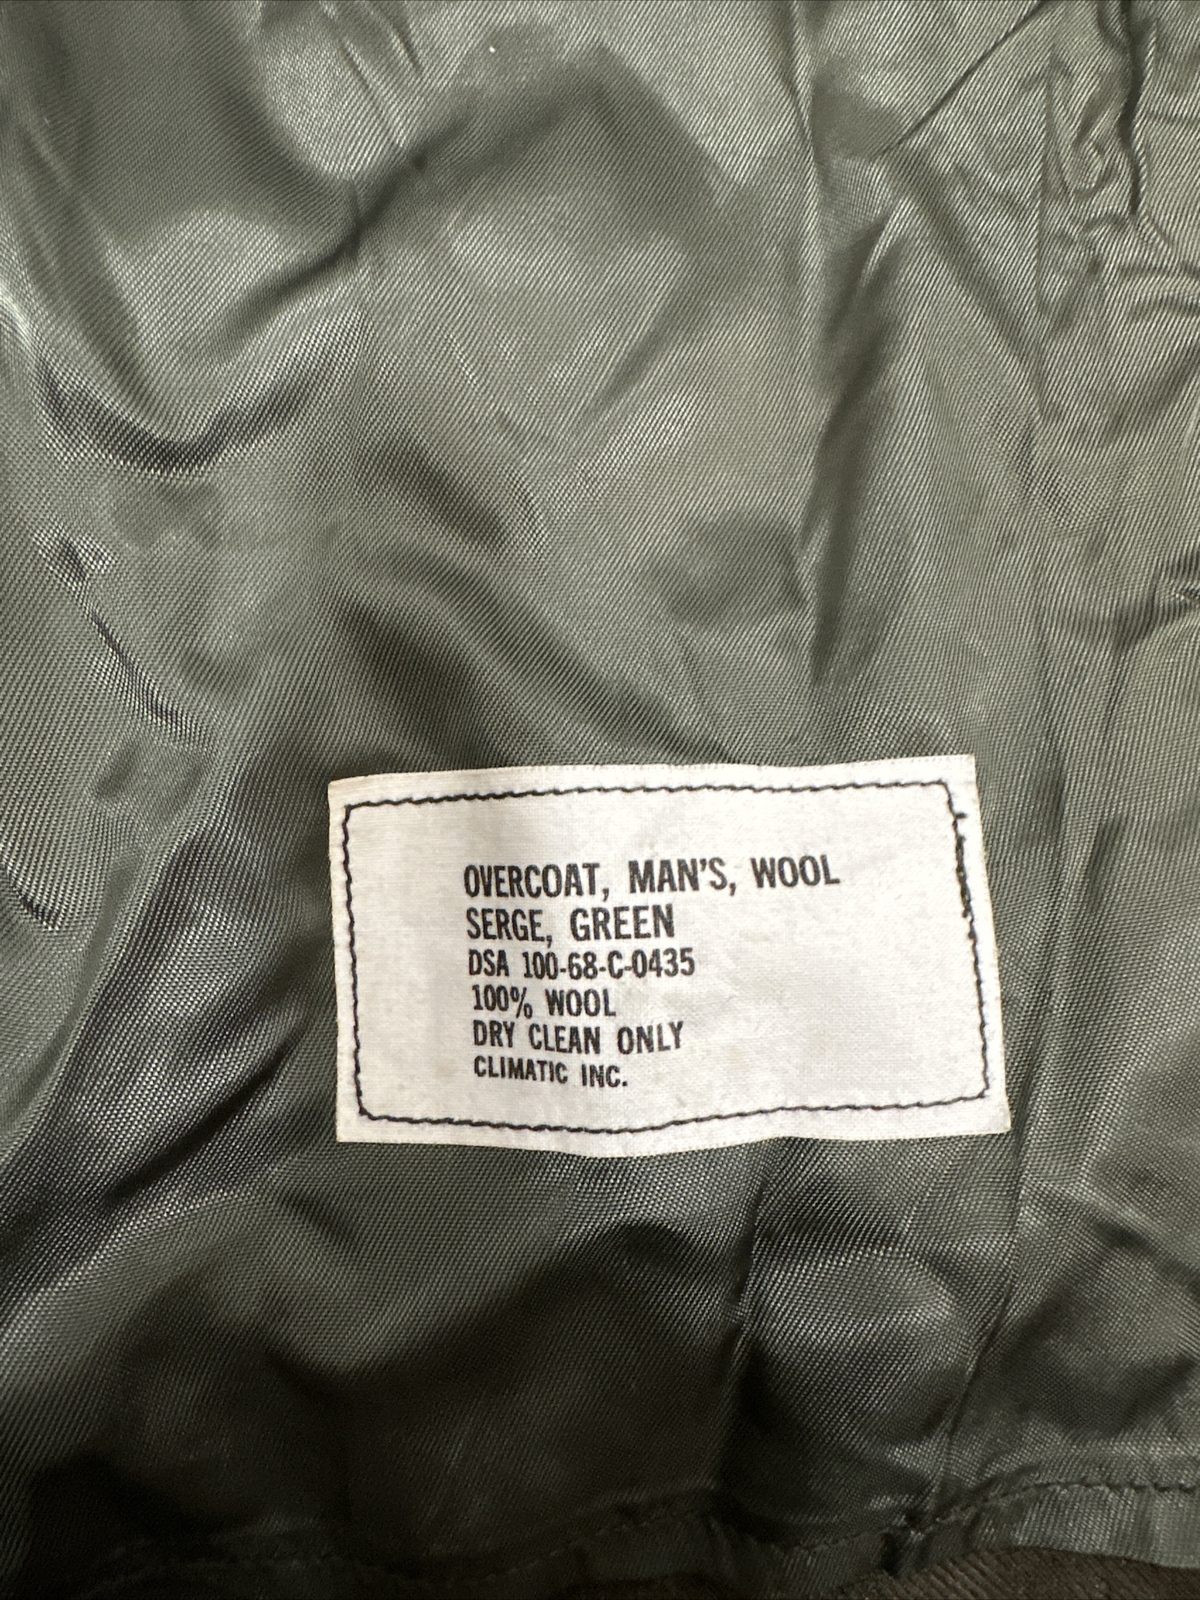 OVERCOAT, MAN'S, WOOL
SERGE, GREEN
DSA 100-68-C-0435
100% WOOL
DRY CLEAN ONLY
CLIMATIC INC.